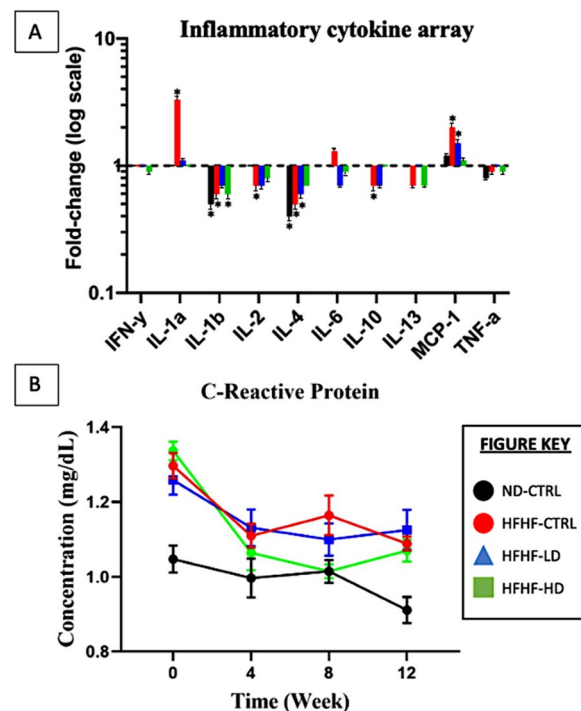 A
Inflammatory cytokine array
Fold-change (log scale)
10
1
0.1
* * * * * * * * * * * *
IFN-y IL-1a IL-1b IL-2 IL-4 IL-6 IL-10 IL-13 MCP-1 TNF-a
B
C-Reactive Protein
Concentration (mg/dL)
1.4
1.2
1.0
0.8
0 4 8 12
Time (Week)
FIGURE KEY
ND-CTRL
HFHF-CTRL
HFHF-LD
HFHF-HD